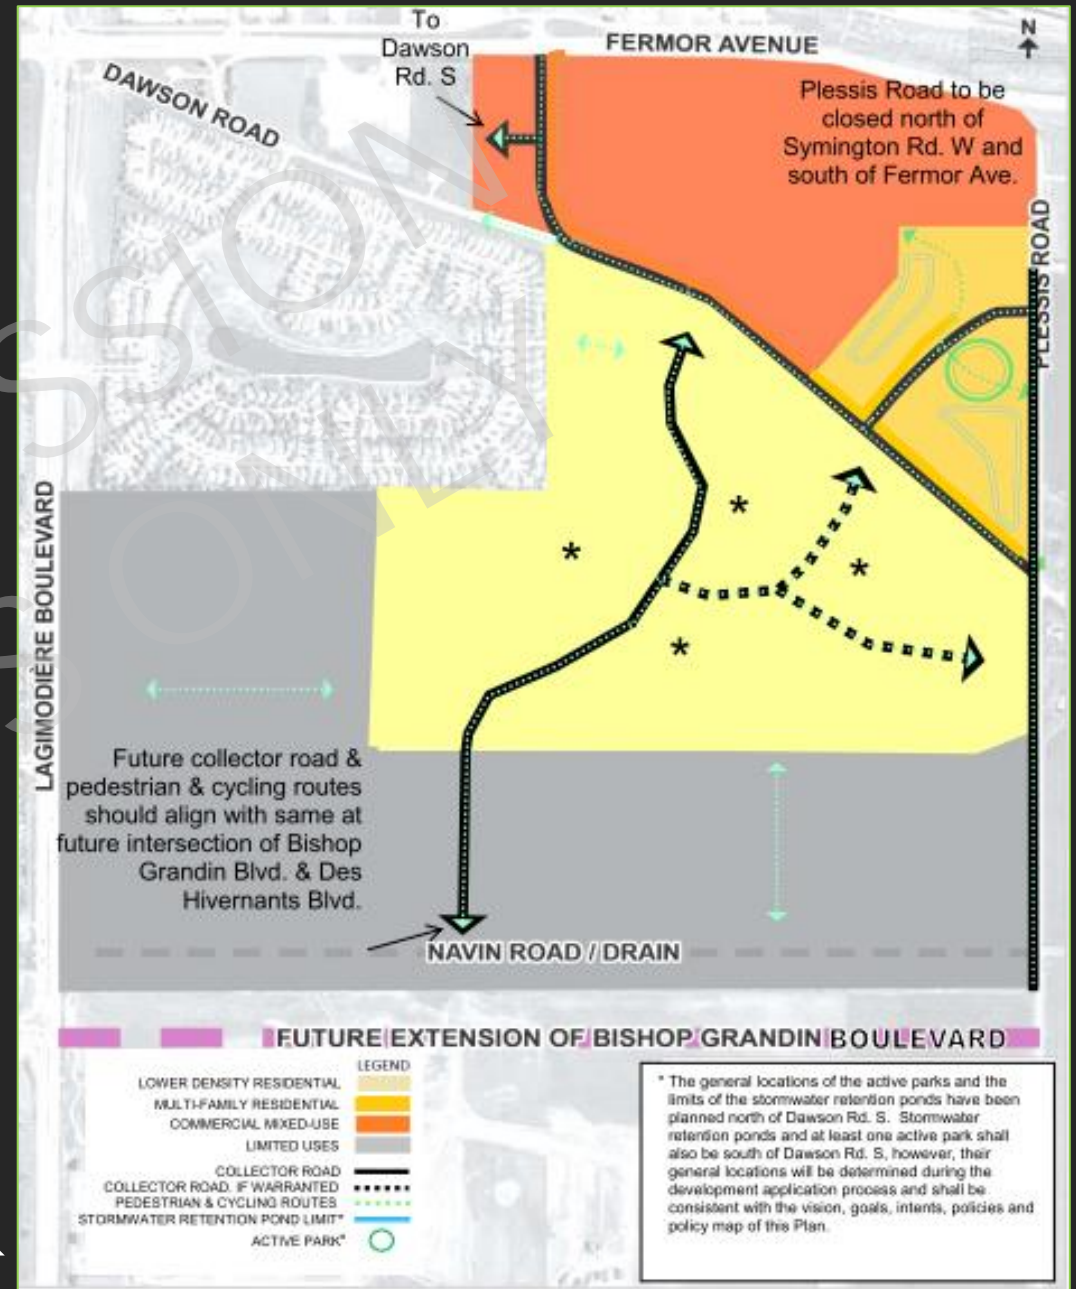 To
Dawson
Rd. S
FERMOR AVENUE
N
DAWSON ROAD
Plessis Road to be
closed north of
Symington Rd. W and
south of Fermor Ave.
PLESSIS ROAD
SSION
ONLY
S
*
*
*
*
LAGIMODIÈRE BOULEVARD
Future collector road &
pedestrian & cycling routes
should align with same at
future intersection of Bishop
Grandin Blvd. & Des
Hivernants Blvd.
NAVIN ROAD / DRAIN
FUTURE EXTENSION OF BISHOP GRANDIN BOULEVARD
LEGEND
LOWER DENSITY RESIDENTIAL
MULTI-FAMILY RESIDENTIAL
COMMERCIAL MIXED-USE
LIMITED USES
COLLECTOR ROAD
COLLECTOR ROAD, IF WARRANTED
PEDESTRIAN & CYCLING ROUTES
STORMWATER RETENTION POND LIMIT*
ACTIVE PARK*
* The general locations of the active parks and the
limits of the stormwater retention ponds have been
planned north of Dawson Rd. S. Stormwater
retention ponds and at least one active park shall
also be south of Dawson Rd. S, however, their
general locations will be determined during the
development application process and shall be
consistent with the vision, goals, intents, policies and
policy map of this Plan.